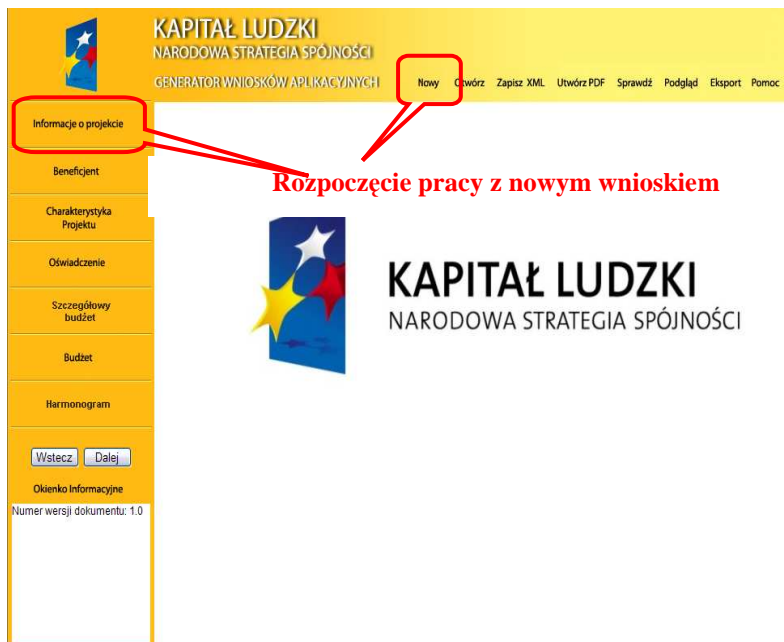 KAPITAŁ LUDZKI
NARODOWA STRATEGIA SPÓJNOŚCI
GENERATOR WNIOSKÓW APLIKACYJNYCH
Nowy Otwórz Zapisz XML Utwórz PDF Sprawdź Podgląd Eksport Pomoc
Informacje o projekcie
Beneficjent
Rozpoczęcie pracy z nowym wnioskiem
Charakterystyka
Projektu
Oświadczenie
Szczegółowy
budżet
Budżet
Harmonogram
KAPITAŁ LUDZKI
NARODOWA STRATEGIA SPÓJNOŚCI
Wstecz Dalej
Okienko Informacyjne
Numer wersji dokumentu: 1.0